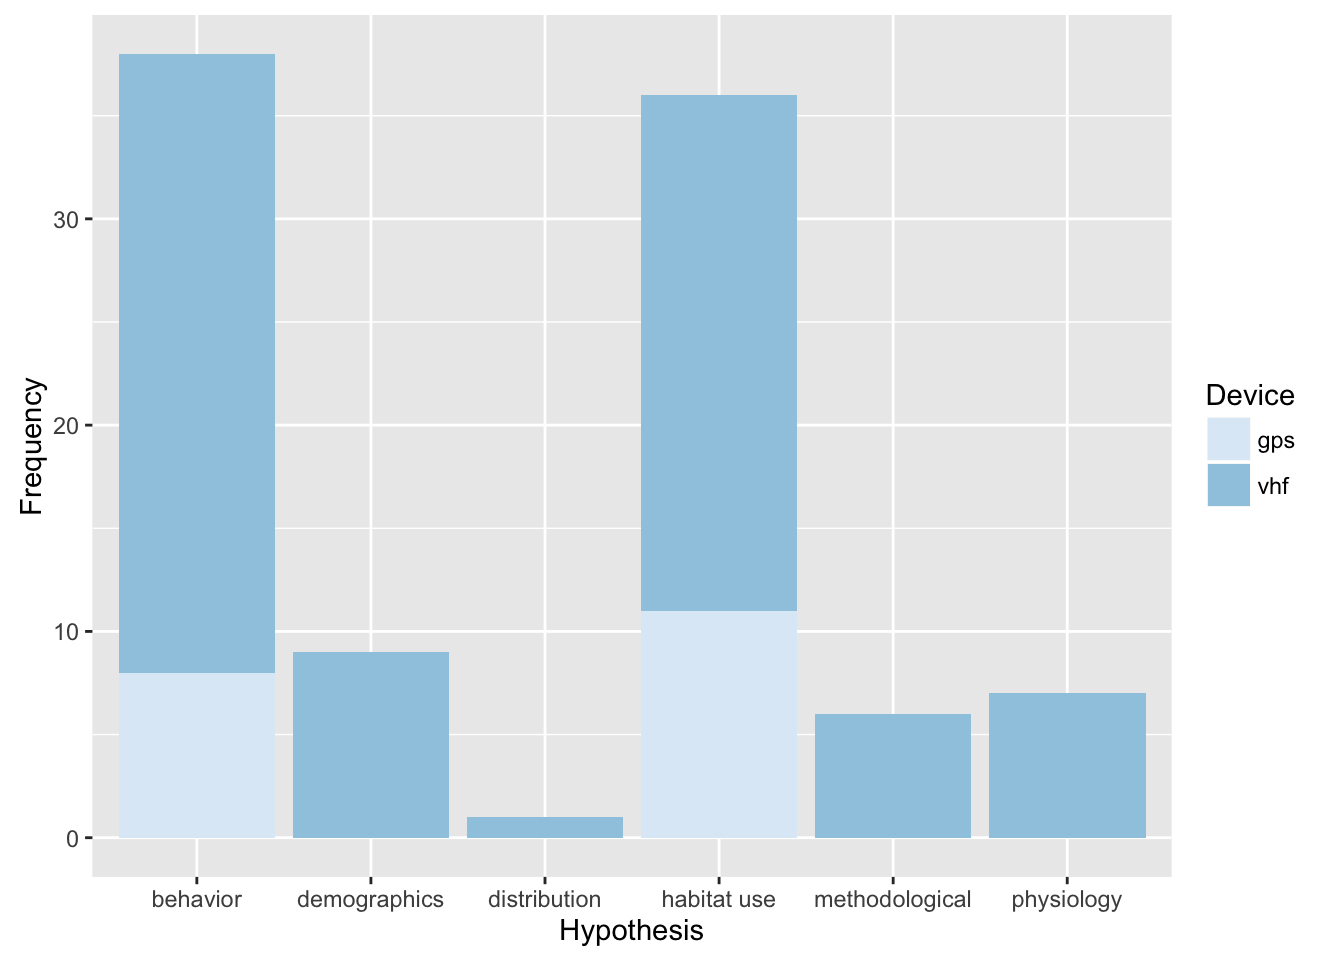 Frequency
30
20
10
0
behavior demographics distribution habitat use methodological physiology
Hypothesis
Device
gps
vhf